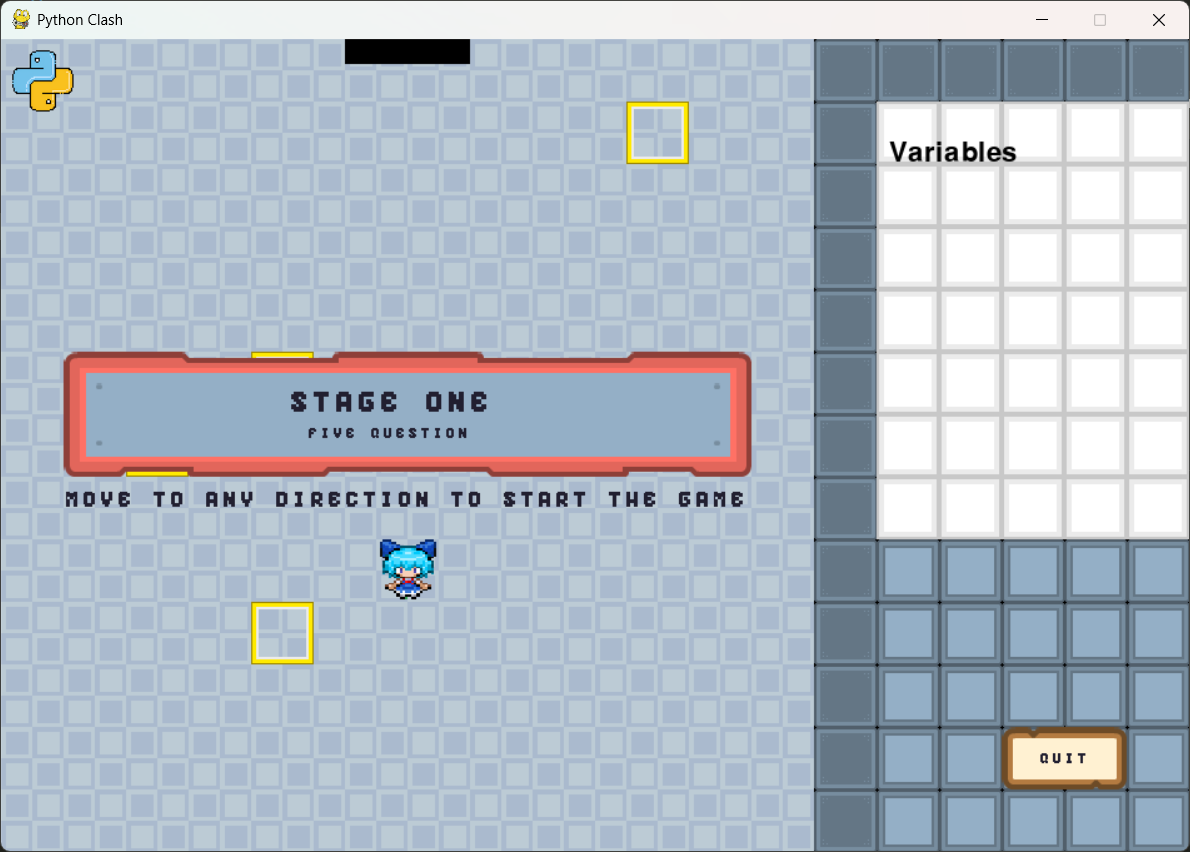 Python Clash
Variables
STAGE ONE
FIVE QUESTION
MOVE TO ANY DIRECTION TO START THE GAME
QUIT